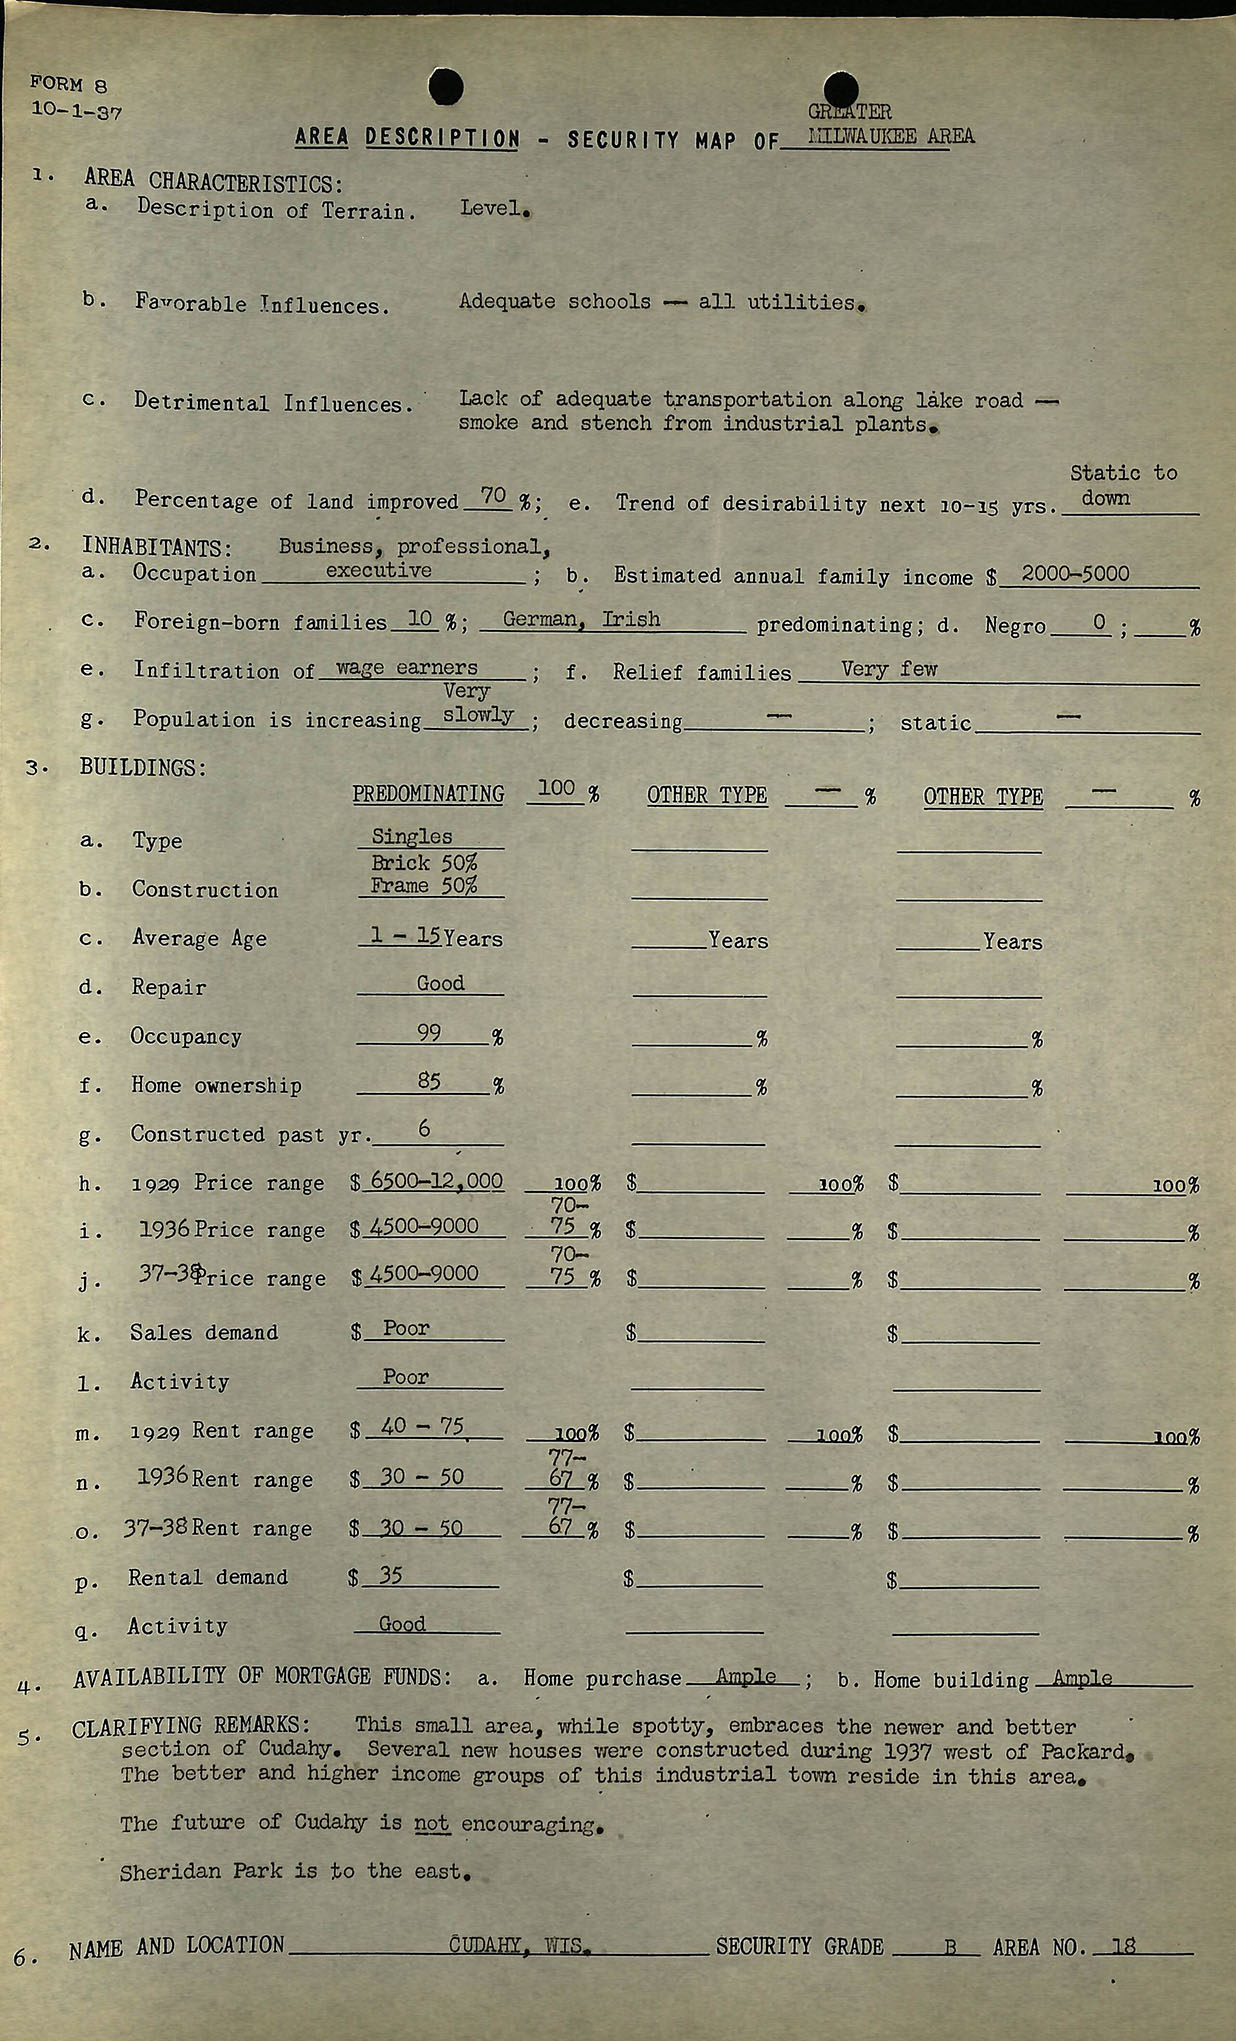 FORM 8
10-1-37
GREATER
AREA DESCRIPTION - SECURITY MAP OF MILWAUKEE AREA
1. AREA CHARACTERISTICS:
a. Description of Terrain. Level.
b. Favorable Influences. Adequate schools — all utilities.
c. Detrimental Influences. Lack of adequate transportation along lake road —
smoke and stench from industrial plants.
Static to
d. Percentage of land improved 70 %; e. Trend of desirability next 10-15 yrs. down
2. INHABITANTS: Business, professional,
a. Occupation executive ; b. Estimated annual family income $ 2000-5000
c. Foreign-born families 10 %; German, Irish predominating; d. Negro 0 ; %
e. Infiltration of wage earners ; f. Relief families Very few
Very
g. Population is increasing slowly ; decreasing — ; static —
3. BUILDINGS:
PREDOMINATING 100 % OTHER TYPE — % OTHER TYPE — %
a. Type Singles
Brick 50%
b. Construction Frame 50%
c. Average Age 1 - 15 Years Years Years
d. Repair Good
e. Occupancy 99 % % %
f. Home ownership 85 % % %
g. Constructed past yr. 6
h. 1929 Price range $ 6500-12,000 100% $ 100% $ 100%
70-
i. 1936 Price range $ 4500-9000 75 % $ % $ %
70-
j. 37-38 Price range $ 4500-9000 75 % $ % $ %
k. Sales demand $ Poor $ $
l. Activity Poor
m. 1929 Rent range $ 40 - 75 100% $ 100% $ 100%
77-
n. 1936 Rent range $ 30 - 50 67 % $ % $ %
77-
o. 37-38 Rent range $ 30 - 50 67 % $ % $ %
p. Rental demand $ 35 $ $
q. Activity Good
4. AVAILABILITY OF MORTGAGE FUNDS: a. Home purchase Ample ; b. Home building Ample
5. CLARIFYING REMARKS: This small area, while spotty, embraces the newer and better
section of Cudahy. Several new houses were constructed during 1937 west of Packard.
The better and higher income groups of this industrial town reside in this area.
The future of Cudahy is not encouraging.
Sheridan Park is to the east.
6. NAME AND LOCATION CUDAHY, WIS. SECURITY GRADE B AREA NO. 18